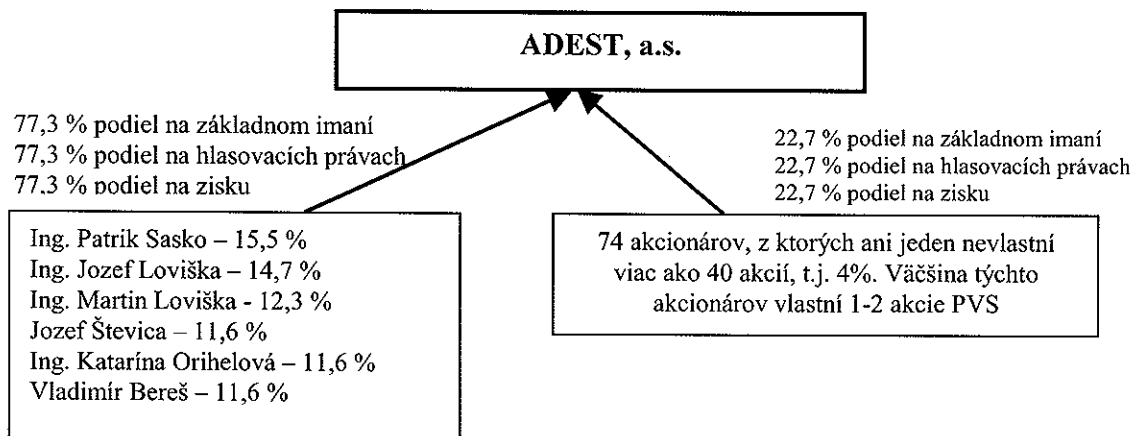 ADEST, a.s.
77,3 % podiel na základnom imaní
77,3 % podiel na hlasovacích právach
77,3 % podiel na zisku
22,7 % podiel na základnom imaní
22,7 % podiel na hlasovacích právach
22,7 % podiel na zisku
Ing. Patrik Sasko – 15,5 %
Ing. Jozef Loviška – 14,7 %
Ing. Martin Loviška - 12,3 %
Jozef Števica – 11,6 %
Ing. Katarína Orihelová – 11,6 %
Vladimír Bereš – 11,6 %
74 akcionárov, z ktorých ani jeden nevlastní
viac ako 40 akcií, t.j. 4%. Väčšina týchto
akcionárov vlastní 1-2 akcie PVS